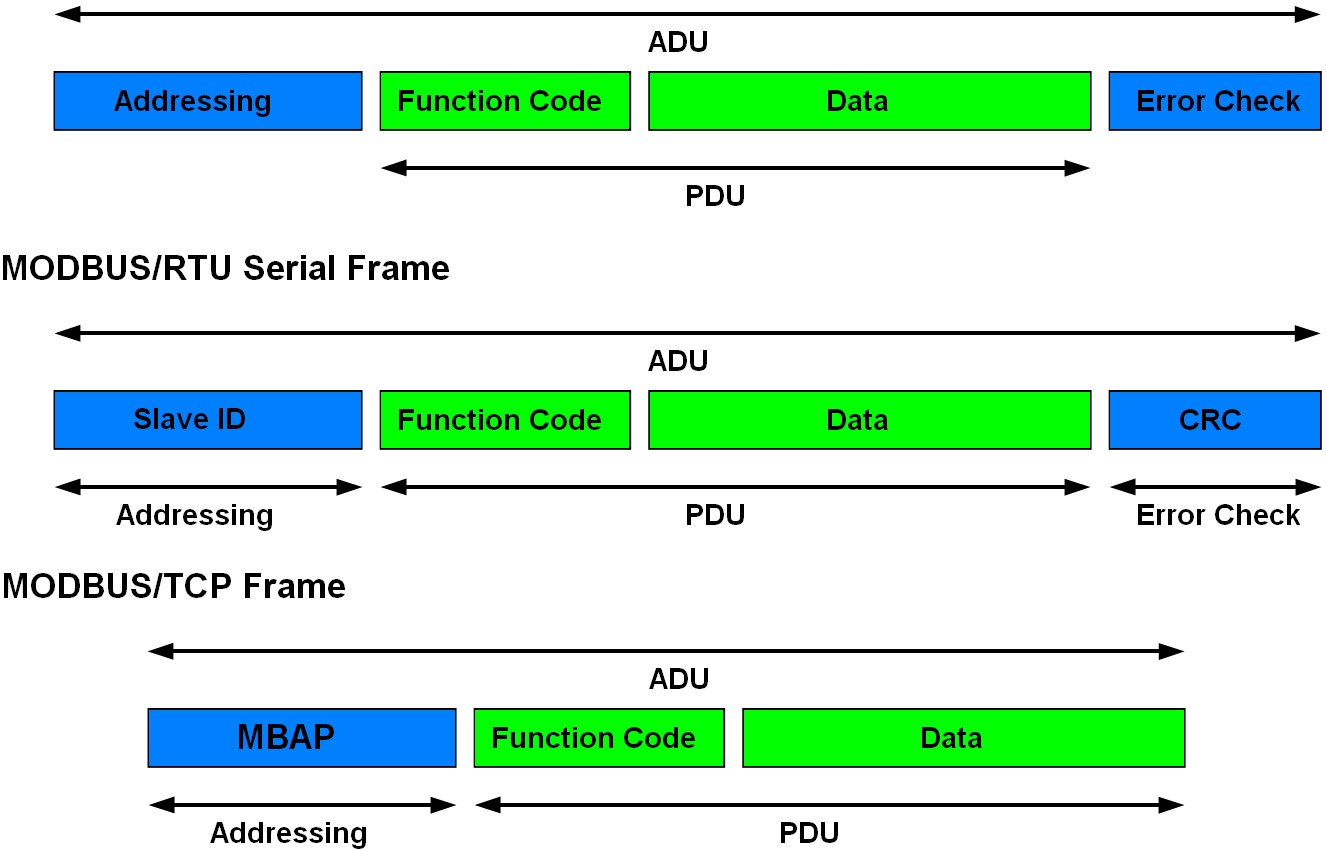 ADU
Addressing Function Code Data Error Check
PDU
MODBUS/RTU Serial Frame
ADU
Slave ID Function Code Data CRC
Addressing PDU Error Check
MODBUS/TCP Frame
ADU
MBAP Function Code Data
Addressing PDU